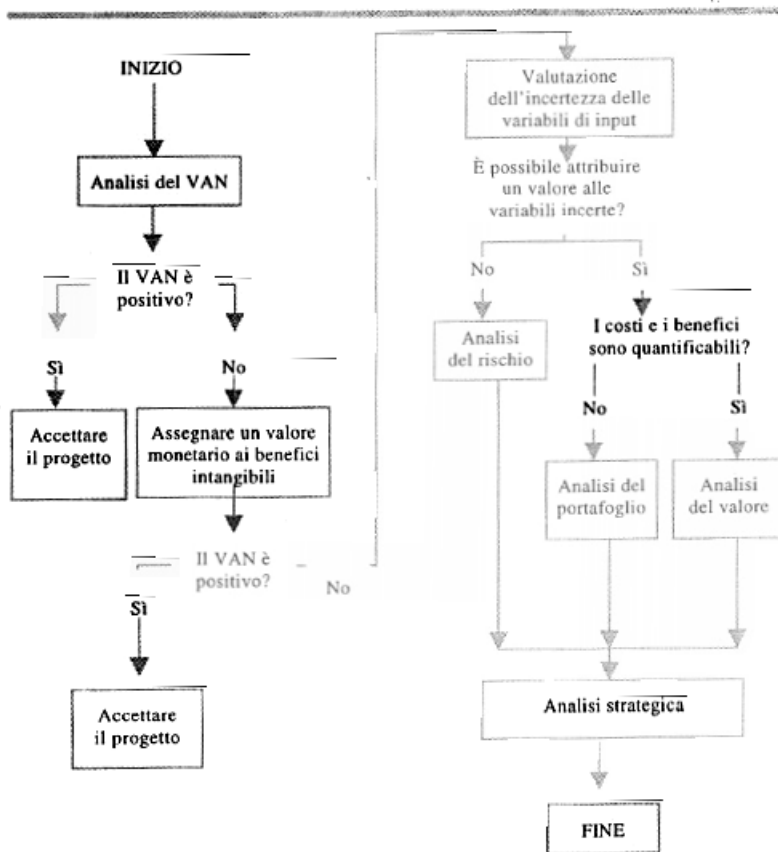 INIZIO
Analisi del VAN
Il VAN è
positivo?
Sì
No
Accettare
il progetto
Assegnare un valore
monetario ai benefici
intangibili
Il VAN è
positivo?
No
Sì
Accettare
il progetto
Valutazione
dell'incertezza delle
variabili di input
È possibile attribuire
un valore alle
variabili incerte?
No
Sì
Analisi
del rischio
I costi e i benefici
sono quantificabili?
No
Sì
Analisi del
portafoglio
Analisi
del valore
Analisi strategica
FINE